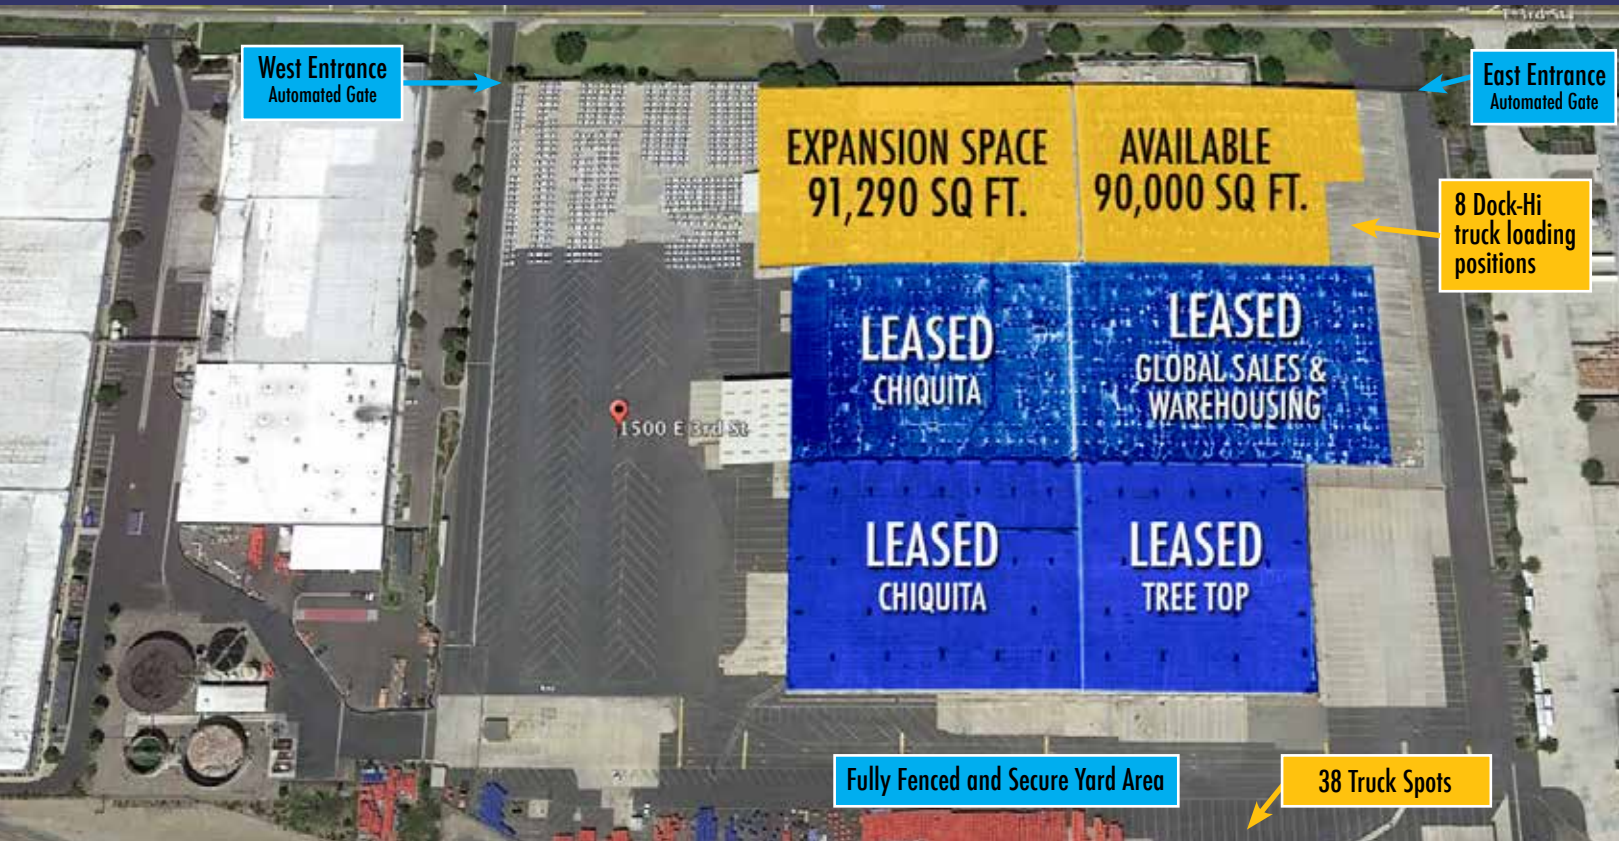 E 3rd St
West Entrance
Automated Gate
East Entrance
Automated Gate
EXPANSION SPACE
91,290 SQ FT.
AVAILABLE
90,000 SQ FT.
8 Dock-Hi
truck loading
positions
LEASED
CHIQUITA
LEASED
GLOBAL SALES &
WAREHOUSING
1500 E 3rd St
LEASED
CHIQUITA
LEASED
TREE TOP
Fully Fenced and Secure Yard Area
38 Truck Spots